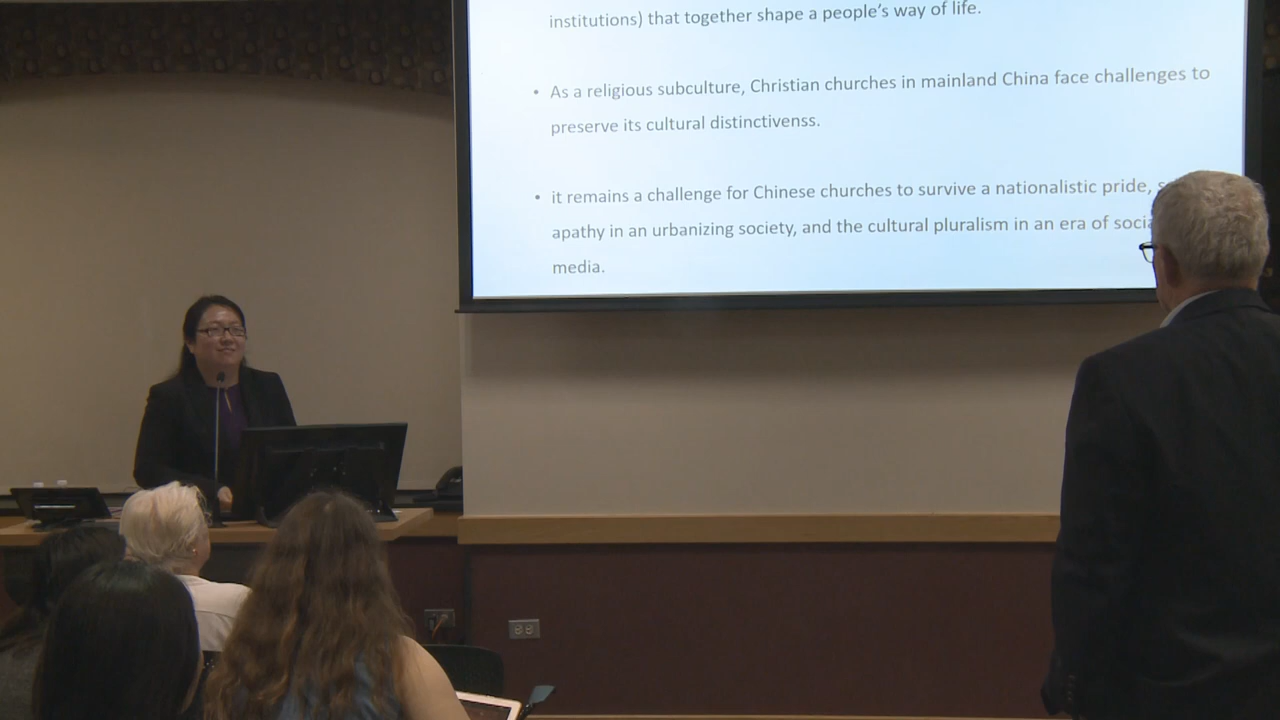 institutions) that together shape a people's way of life.
• As a religious subculture, Christian churches in mainland China face challenges to
preserve its cultural distinctivenss.
• it remains a challenge for Chinese churches to survive a nationalistic pride,
apathy in an urbanizing society, and the cultural pluralism in an era of
media.